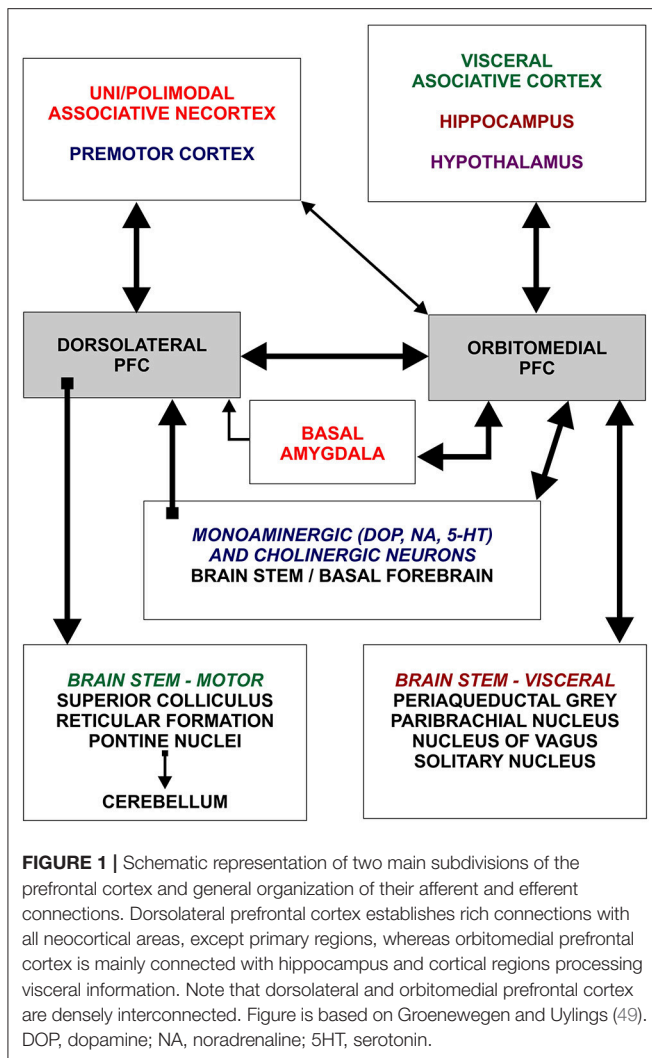 UNI/POLIMODAL
ASSOCIATIVE NECORTEX
PREMOTOR CORTEX
VISCERAL
ASOCIATIVE CORTEX
HIPPOCAMPUS
HYPOTHALAMUS
DORSOLATERAL
PFC
ORBITOMEDIAL
PFC
BASAL
AMYGDALA
MONOAMINERGIC (DOP, NA, 5-HT)
AND CHOLINERGIC NEURONS
BRAIN STEM / BASAL FOREBRAIN
BRAIN STEM - MOTOR
SUPERIOR COLLICULUS
RETICULAR FORMATION
PONTINE NUCLEI
CEREBELLUM
BRAIN STEM - VISCERAL
PERIAQUEDUCTAL GREY
PARIBRACHIAL NUCLEUS
NUCLEUS OF VAGUS
SOLITARY NUCLEUS
FIGURE 1 | Schematic representation of two main subdivisions of the
prefrontal cortex and general organization of their afferent and efferent
connections. Dorsolateral prefrontal cortex establishes rich connections with
all neocortical areas, except primary regions, whereas orbitomedial prefrontal
cortex is mainly connected with hippocampus and cortical regions processing
visceral information. Note that dorsolateral and orbitomedial prefrontal cortex
are densely interconnected. Figure is based on Groenewegen and Uylings (49).
DOP, dopamine; NA, noradrenaline; 5HT, serotonin.